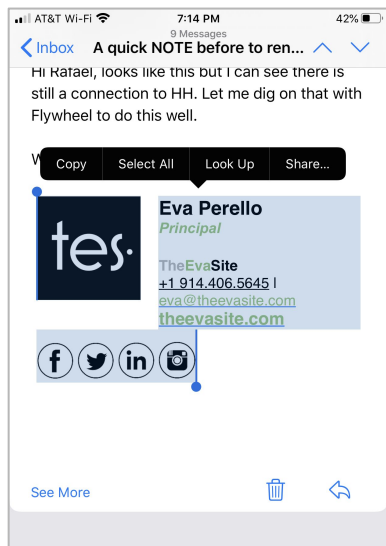 AT&T Wi-Fi 7:14 PM 42%
9 Messages
Inbox A quick NOTE before to ren...
Hi Rafael, looks like this but I can see there is
still a connection to HH. Let me dig on that with
Flywheel to do this well.
Copy Select All Look Up Share...
tes.
Eva Perello
Principal
TheEvaSite
+1 914.406.5645 |
eva@theevasite.com
theevasite.com
f in
See More